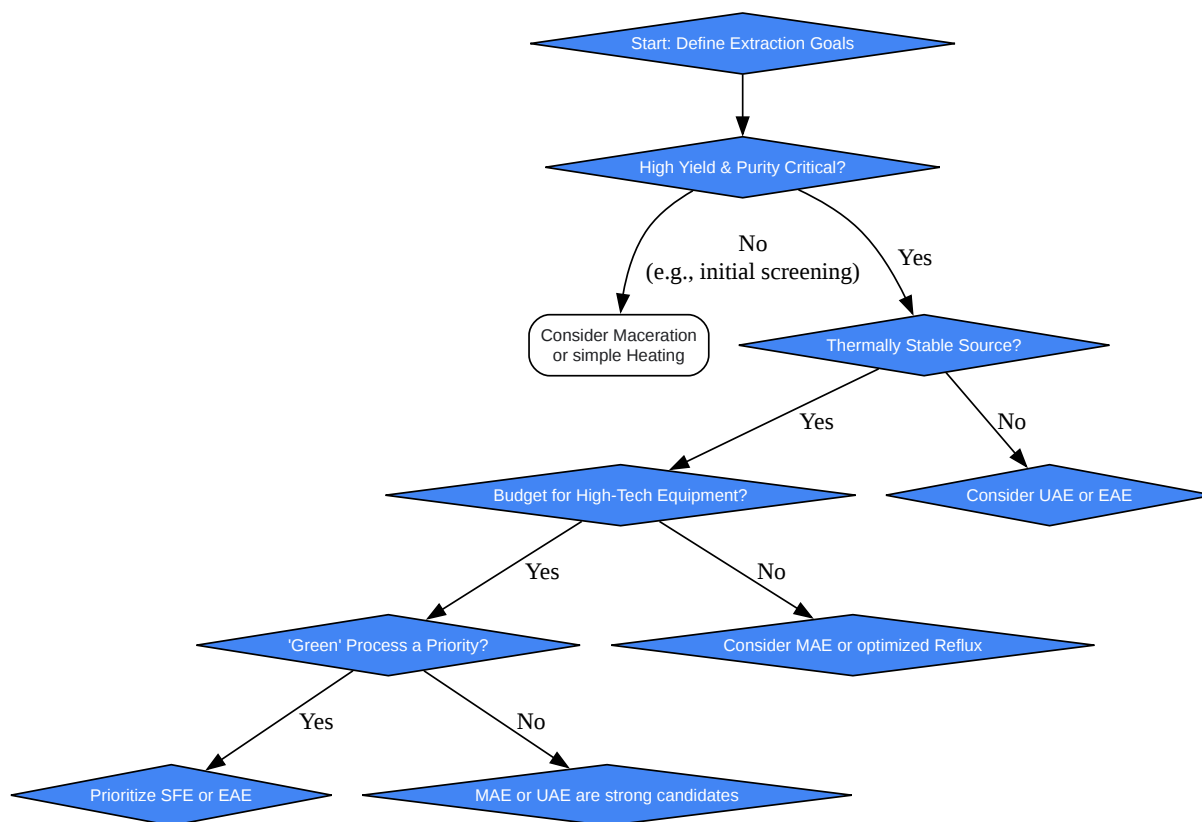 Start: Define Extraction Goals
High Yield & Purity Critical?
No
(e.g., initial screening)
Yes
Consider Maceration
or simple Heating
Thermally Stable Source?
Yes
No
Budget for High-Tech Equipment?
Consider UAE or EAE
Yes
No
'Green' Process a Priority?
Consider MAE or optimized Reflux
Yes
No
Prioritize SFE or EAE
MAE or UAE are strong candidates